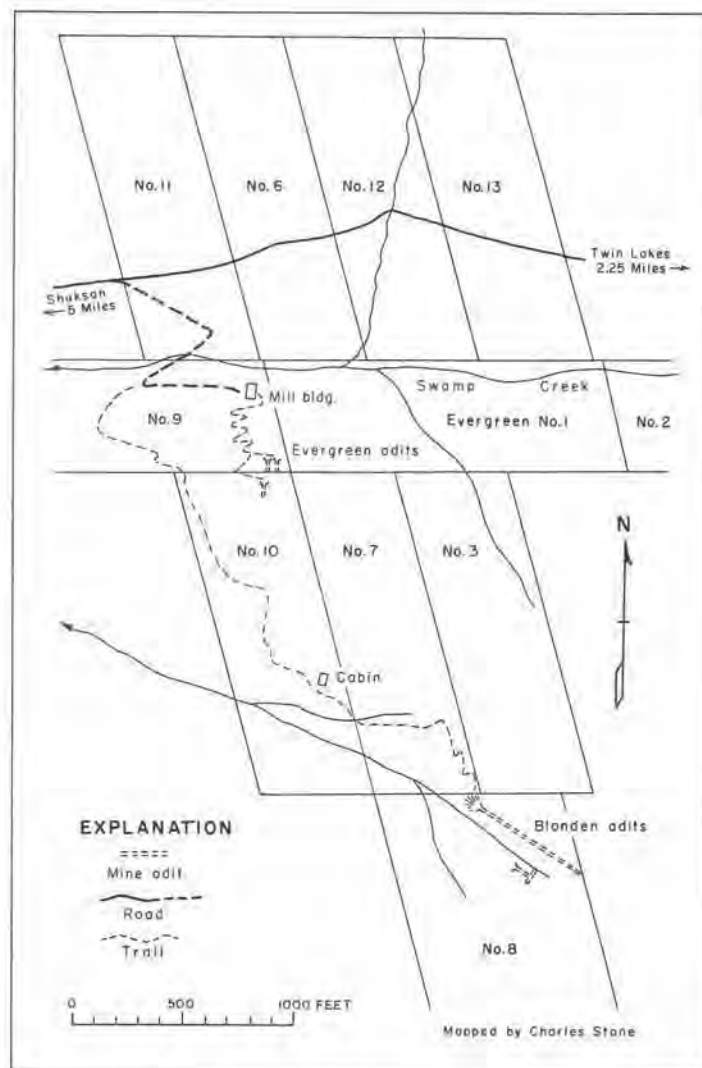 No. 11
No. 6
No. 12
No. 13
Twin Lakes
2.25 Miles
Shuksan
5 Miles
Swamp Creek
Mill bldg.
No. 9
Evergreen No. 1
No. 2
Evergreen adits
N
No. 10
No. 7
No. 3
Cabin
EXPLANATION
Mine adit
Road
Trail
Blonden adits
No. 8
0 500 1000 FEET
Mapped by Charles Stone